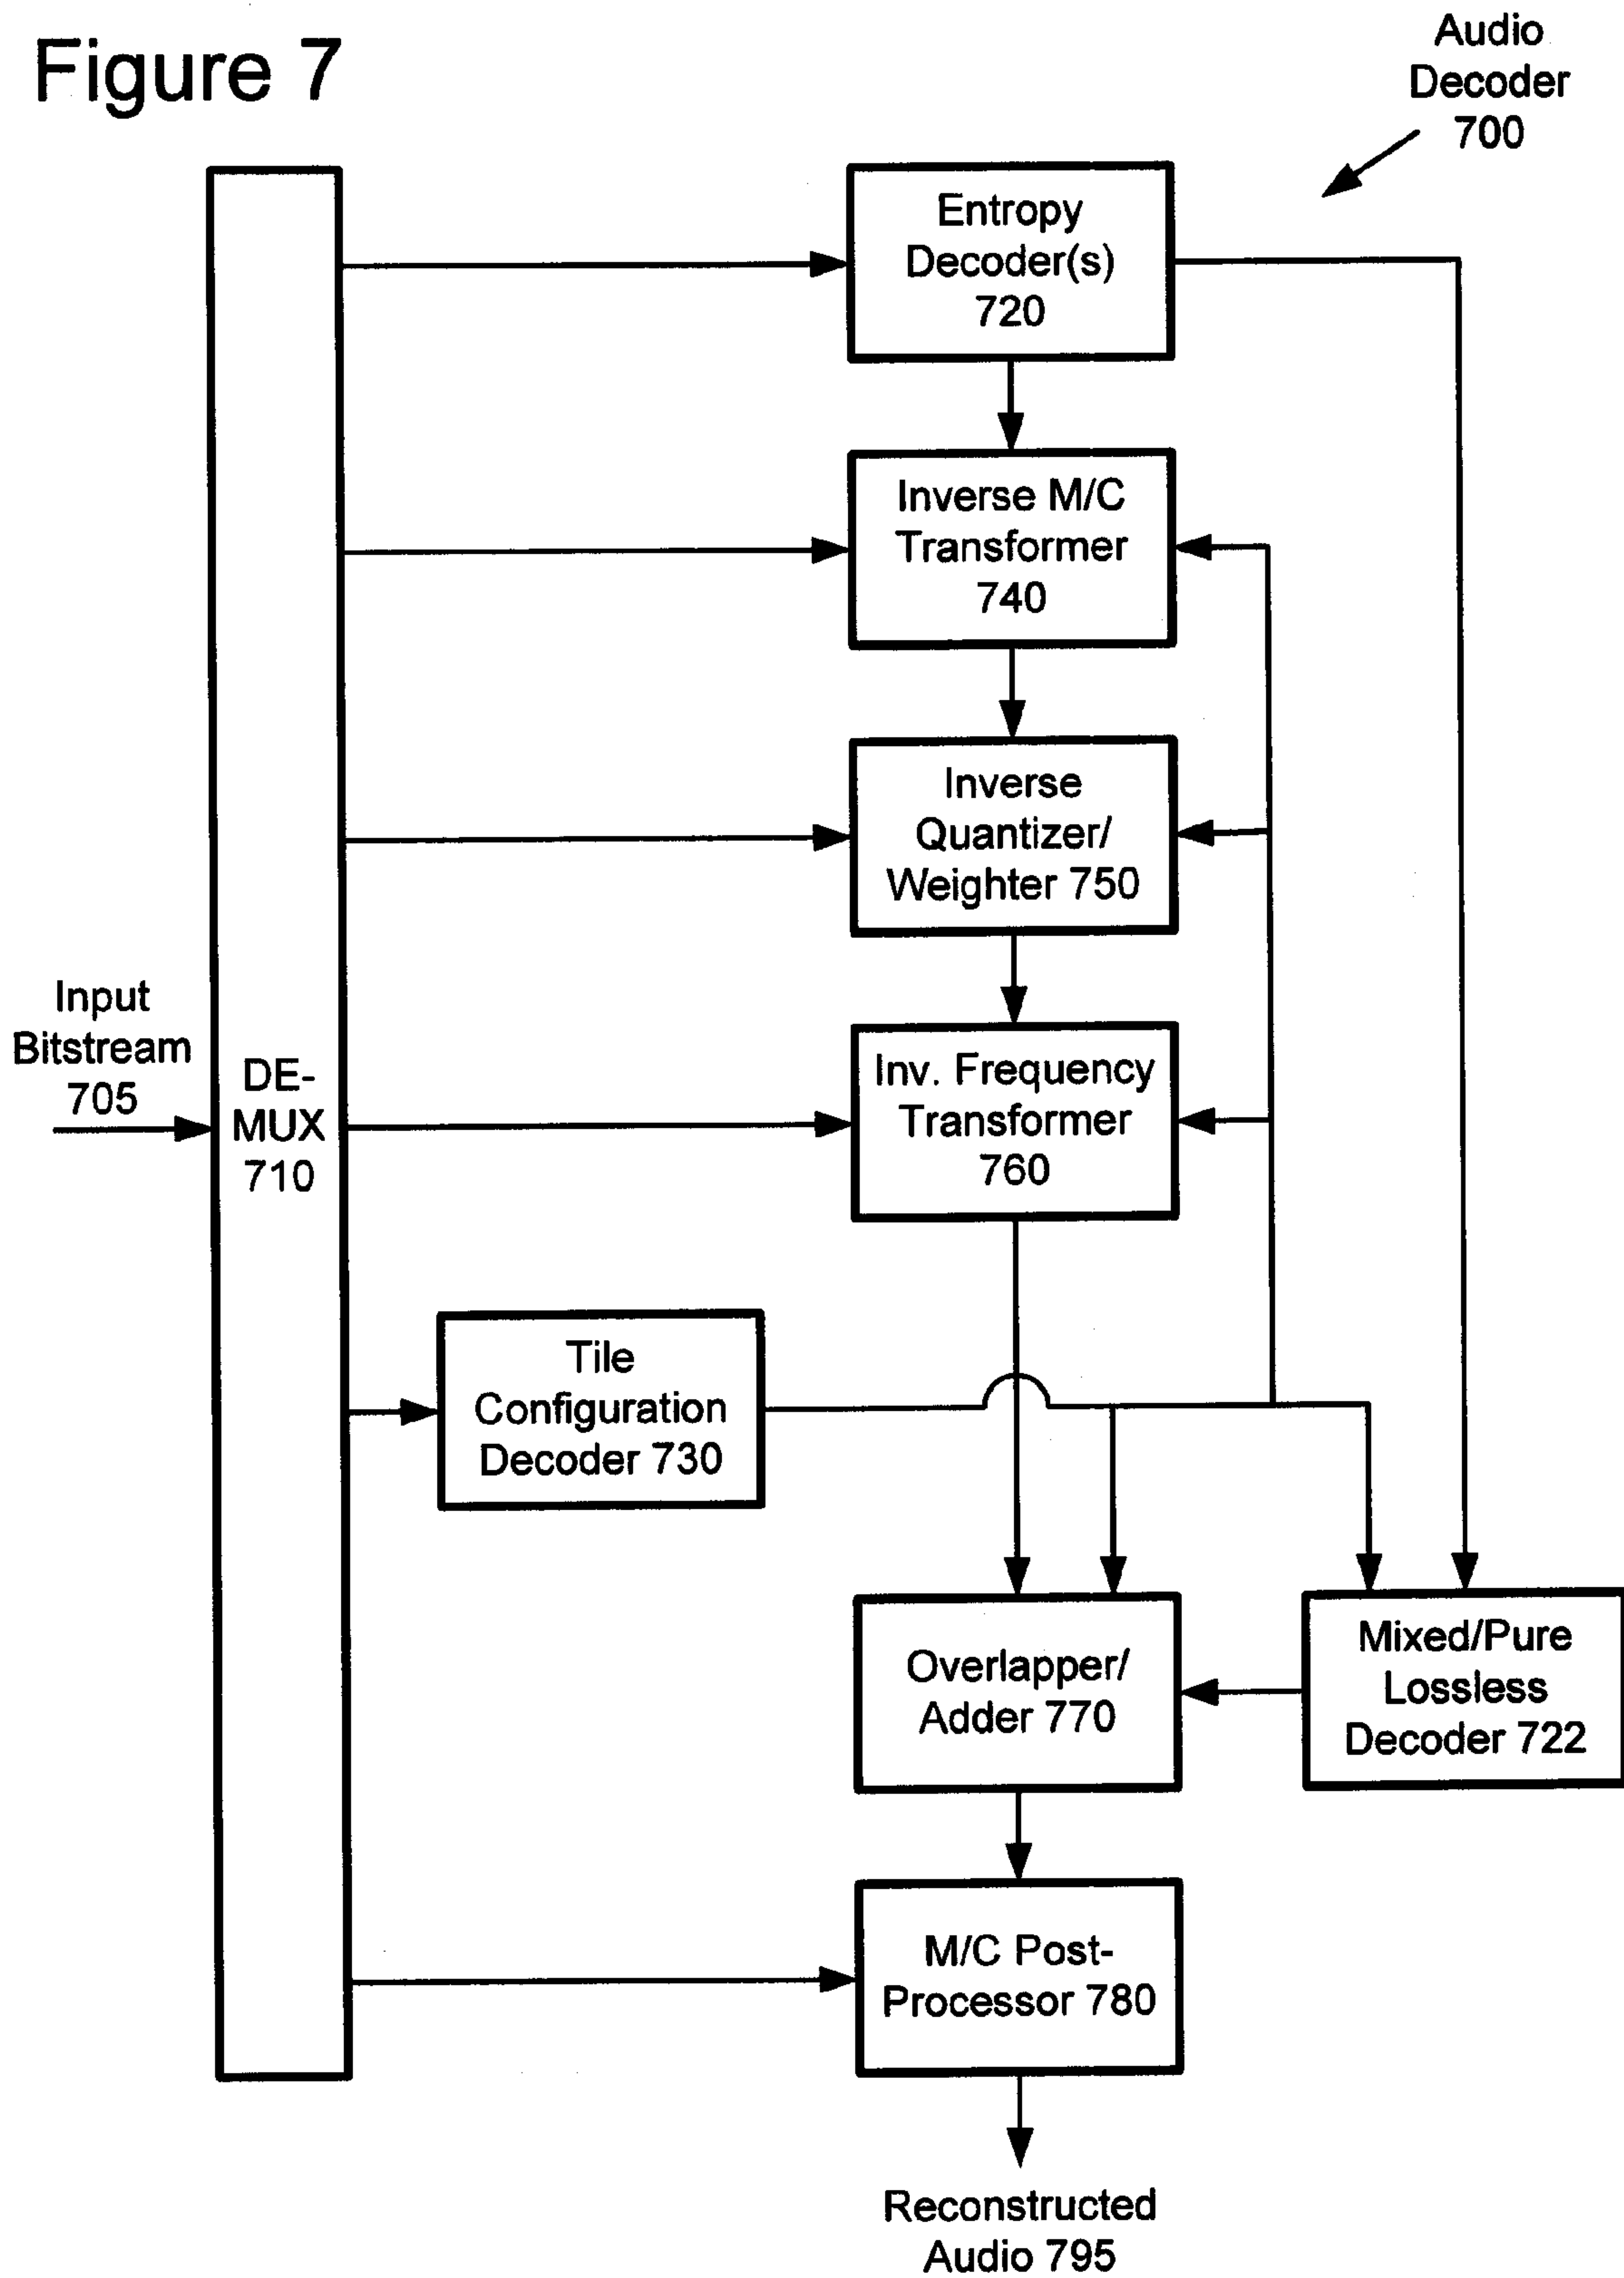 Figure 7
Audio
Decoder
700
Entropy
Decoder(s)
720
Inverse M/C
Transformer
740
Inverse
Quantizer/
Weighter 750
Input
Bitstream
705
DE-
MUX
710
Inv. Frequency
Transformer
760
Tile
Configuration
Decoder 730
Overlapper/
Adder 770
Mixed/Pure
Lossless
Decoder 722
M/C Post-
Processor 780
Reconstructed
Audio 795